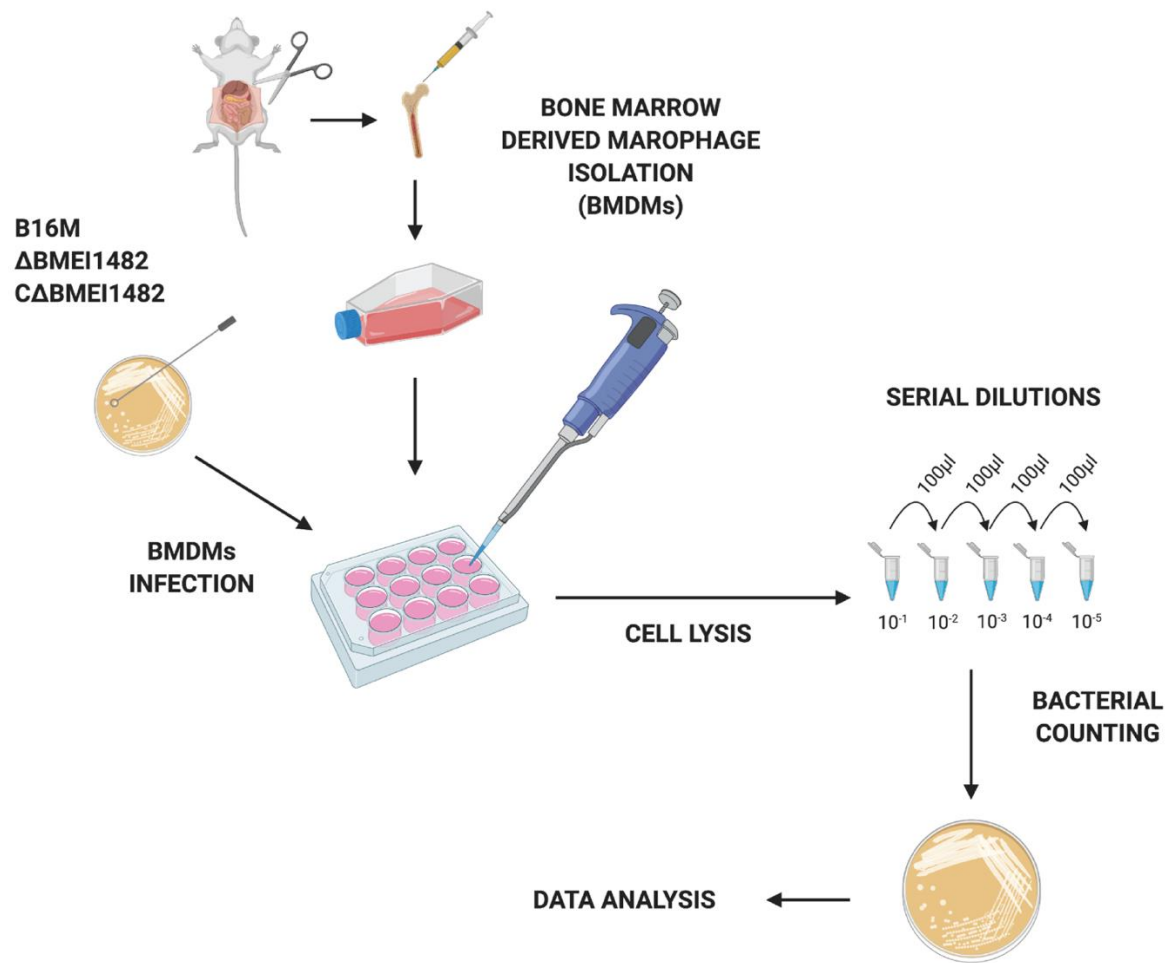 BONE MARROW
DERIVED MAROPHAGE
ISOLATION
(BMDMs)
B16M
ΔBMEI1482
CΔBMEI1482
SERIAL DILUTIONS
100µl 100µl 100µl 100µl
10⁻¹ 10⁻² 10⁻³ 10⁻⁴ 10⁻⁵
BMDMs
INFECTION
CELL LYSIS
BACTERIAL
COUNTING
DATA ANALYSIS